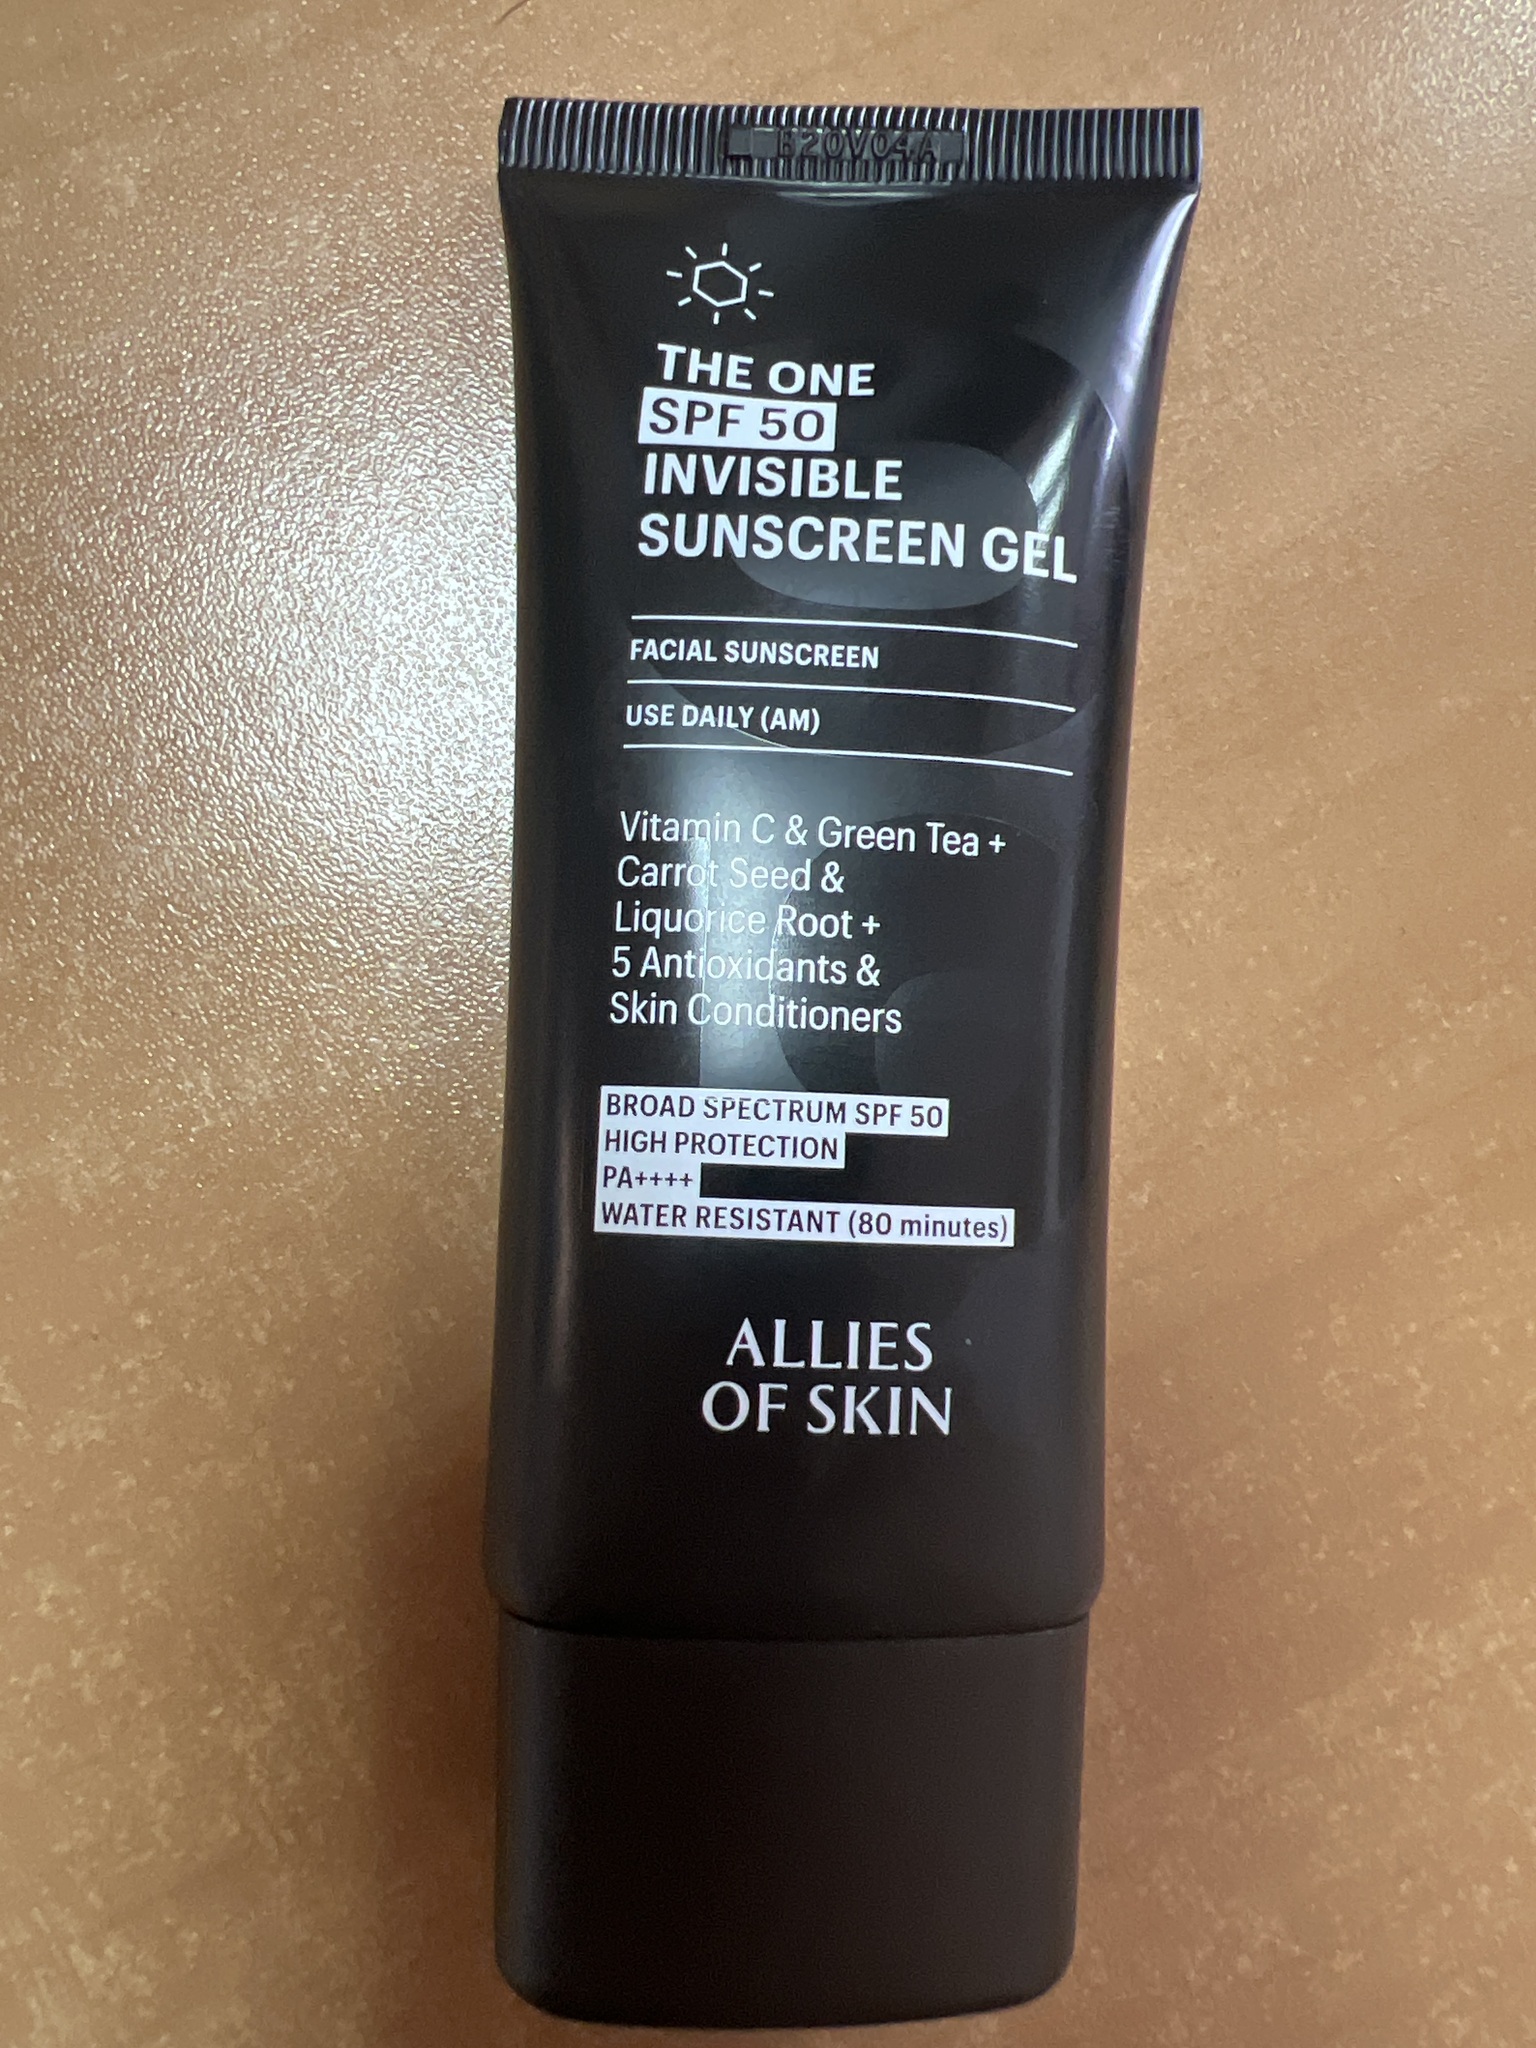 THE ONE
SPF 50
INVISIBLE
SUNSCREEN GEL
FACIAL SUNSCREEN
USE DAILY (AM)
Vitamin C & Green Tea +
Carrot Seed &
Liquorice Root +
5 Antioxidants &
Skin Conditioners
BROAD SPECTRUM SPF 50
HIGH PROTECTION
PA++++
WATER RESISTANT (80 minutes)
ALLIES
OF SKIN